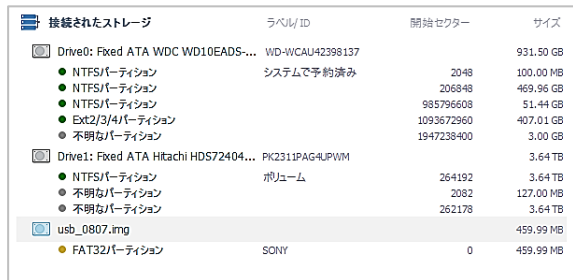 接続されたストレージ ラベル/ID 開始セクター サイズ
Drive0: Fixed ATA WDC WD10EADS-... WD-WCAU42398137 931.50 GB
NTFSパーティション システムで予約済み 2048 100.00 MB
NTFSパーティション 206848 469.96 GB
NTFSパーティション 985796608 51.44 GB
Ext2/3/4パーティション 1093672960 407.01 GB
不明なパーティション 1947238400 3.00 GB
Drive1: Fixed ATA Hitachi HDS72404... PK2311PAG4UPWM 3.64 TB
NTFSパーティション ボリューム 264192 3.64 TB
不明なパーティション 2082 127.00 MB
不明なパーティション 262178 3.64 TB
usb_0807.img 459.99 MB
FAT32パーティション SONY 0 459.99 MB